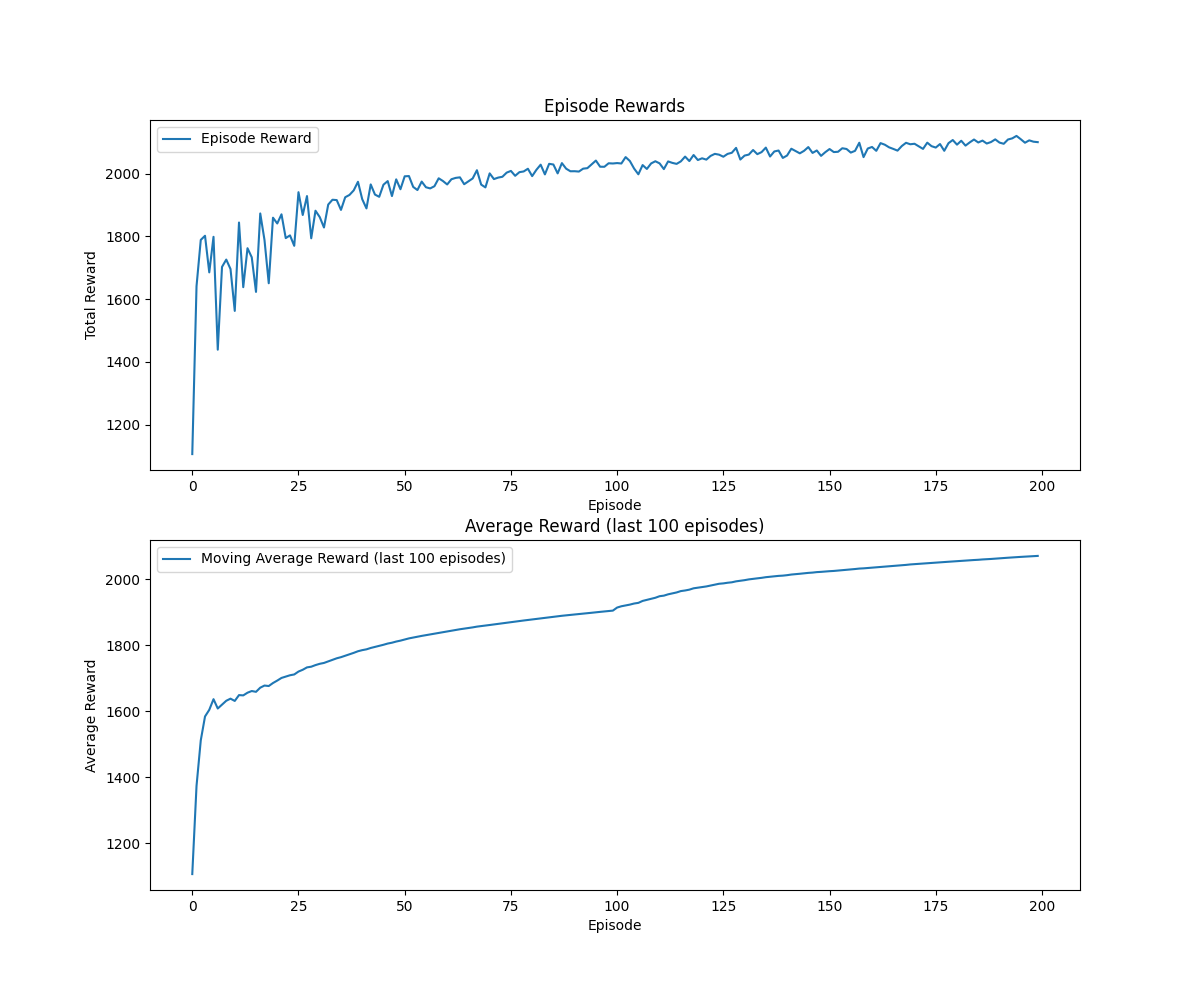 Episode Rewards
Episode Reward
2000
1800
1600
1400
1200
Total Reward
0 25 50 75 100 125 150 175 200
Episode
Average Reward (last 100 episodes)
Moving Average Reward (last 100 episodes)
2000
1800
1600
1400
1200
Average Reward
0 25 50 75 100 125 150 175 200
Episode